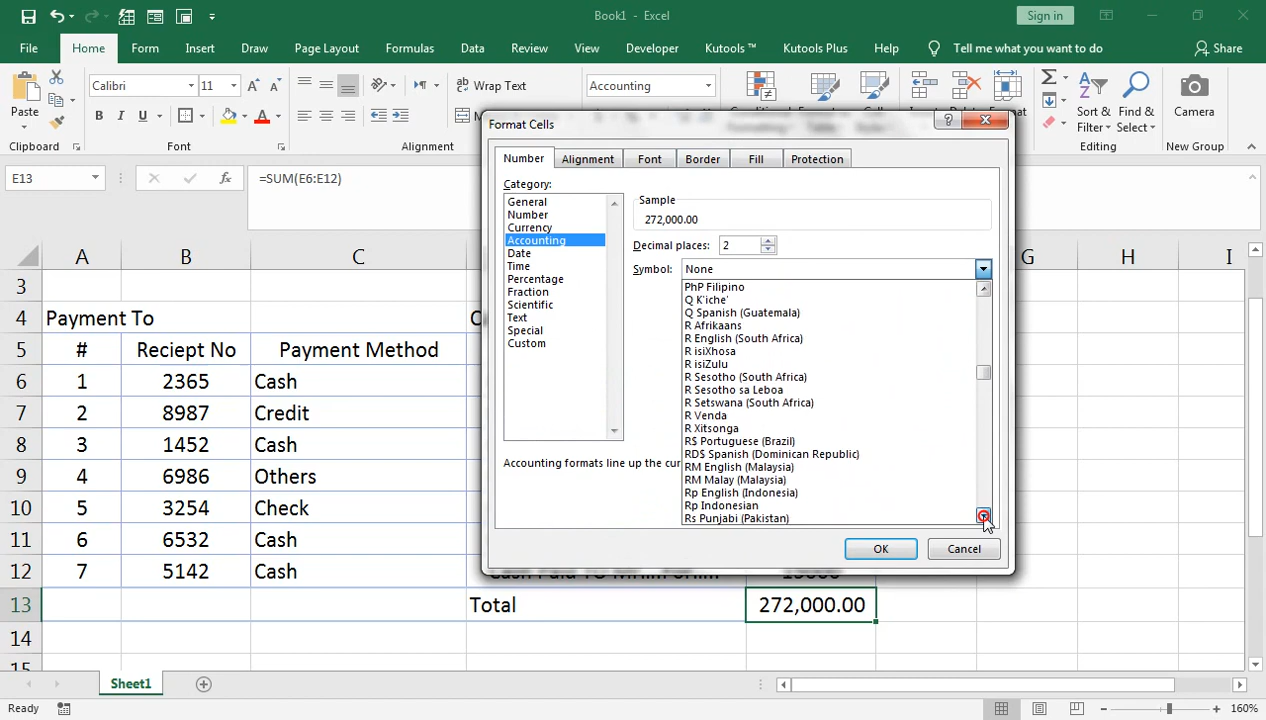 Book1 - Excel
Sign in
File Home Form Insert Draw Page Layout Formulas Data Review View Developer Kutools ™ Kutools Plus Help Tell me what you want to do Share
Paste
Calibri 11
B I U
A A
Wrap Text
Accounting
Sort & Filter
Find & Select
Camera
Clipboard
Font
Alignment
Editing
New Group
E13
fx
=SUM(E6:E12)
Format Cells
Number Alignment Font Border Fill Protection
Category:
General
Number
Currency
Accounting
Date
Time
Percentage
Fraction
Scientific
Text
Special
Custom
Sample
272,000.00
Decimal places: 2
Symbol: None
PhP Filipino
Q K'iche'
Q Spanish (Guatemala)
R Afrikaans
R English (South Africa)
R isiXhosa
R isiZulu
R Sesotho (South Africa)
R Sesotho sa Leboa
R Setswana (South Africa)
R Venda
R Xitsonga
R$ Portuguese (Brazil)
RD$ Spanish (Dominican Republic)
RM English (Malaysia)
RM Malay (Malaysia)
Rp English (Indonesia)
Rp Indonesian
Rs Punjabi (Pakistan)
Accounting formats line up the cur
OK Cancel
A B C G H I
3
4 Payment To
5 # Reciept No Payment Method
6 1 2365 Cash
7 2 8987 Credit
8 3 1452 Cash
9 4 6986 Others
10 5 3254 Check
11 6 6532 Cash
12 7 5142 Cash
13 Total 272,000.00
14
15
Sheet1
Ready
160%